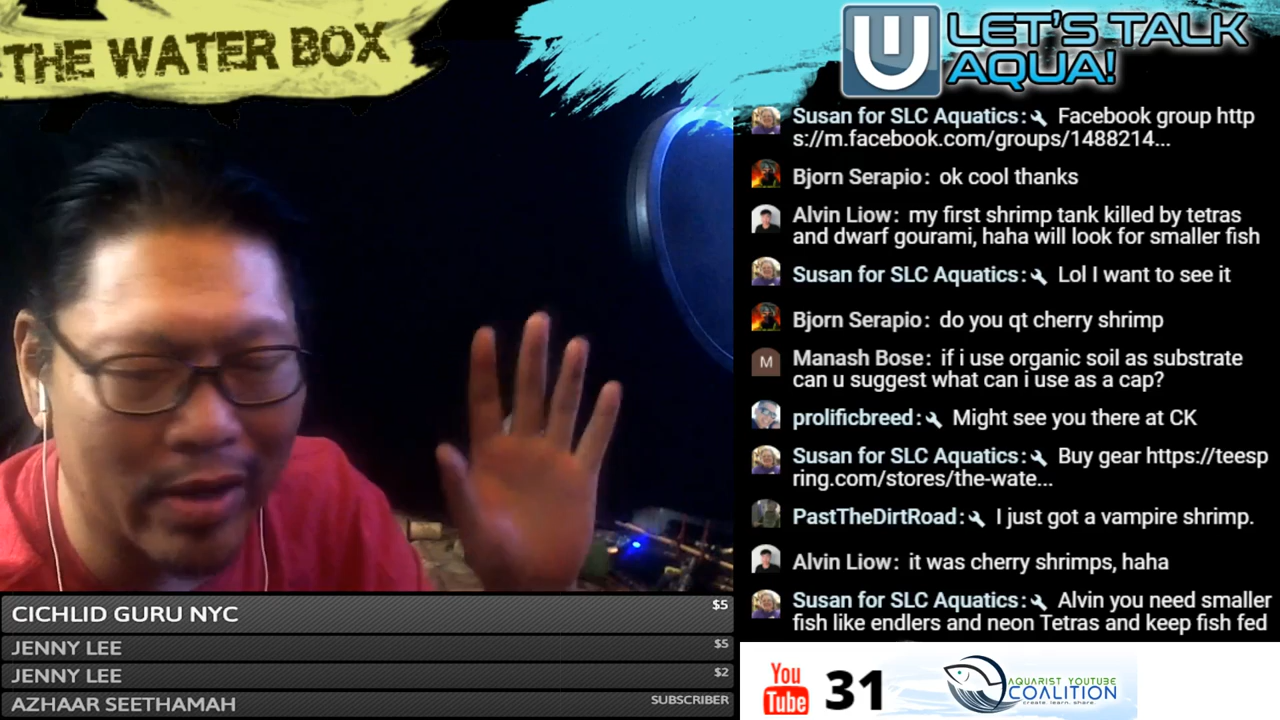 THE WATER BOX
LET'S TALK
AQUA!
Susan for SLC Aquatics: Facebook group http
s://m.facebook.com/groups/1488214...
Bjorn Serapio: ok cool thanks
Alvin Liow: my first shrimp tank killed by tetras
and dwarf gourami, haha will look for smaller fish
Susan for SLC Aquatics: Lol I want to see it
Bjorn Serapio: do you qt cherry shrimp
M
Manash Bose: if i use organic soil as substrate
can u suggest what can i use as a cap?
prolificbreed: Might see you there at CK
Susan for SLC Aquatics: Buy gear https://teesp
ring.com/stores/the-wate...
PastTheDirtRoad: I just got a vampire shrimp.
Alvin Liow: it was cherry shrimps, haha
Susan for SLC Aquatics: Alvin you need smaller
fish like endlers and neon Tetras and keep fish fed
CICHLID GURU NYC $5
JENNY LEE $5
JENNY LEE $2
AZHAAR SEETHAMAH SUBSCRIBER
You
Tube
31
AQUARIST YOUTUBE
COALITION
create. learn. share.